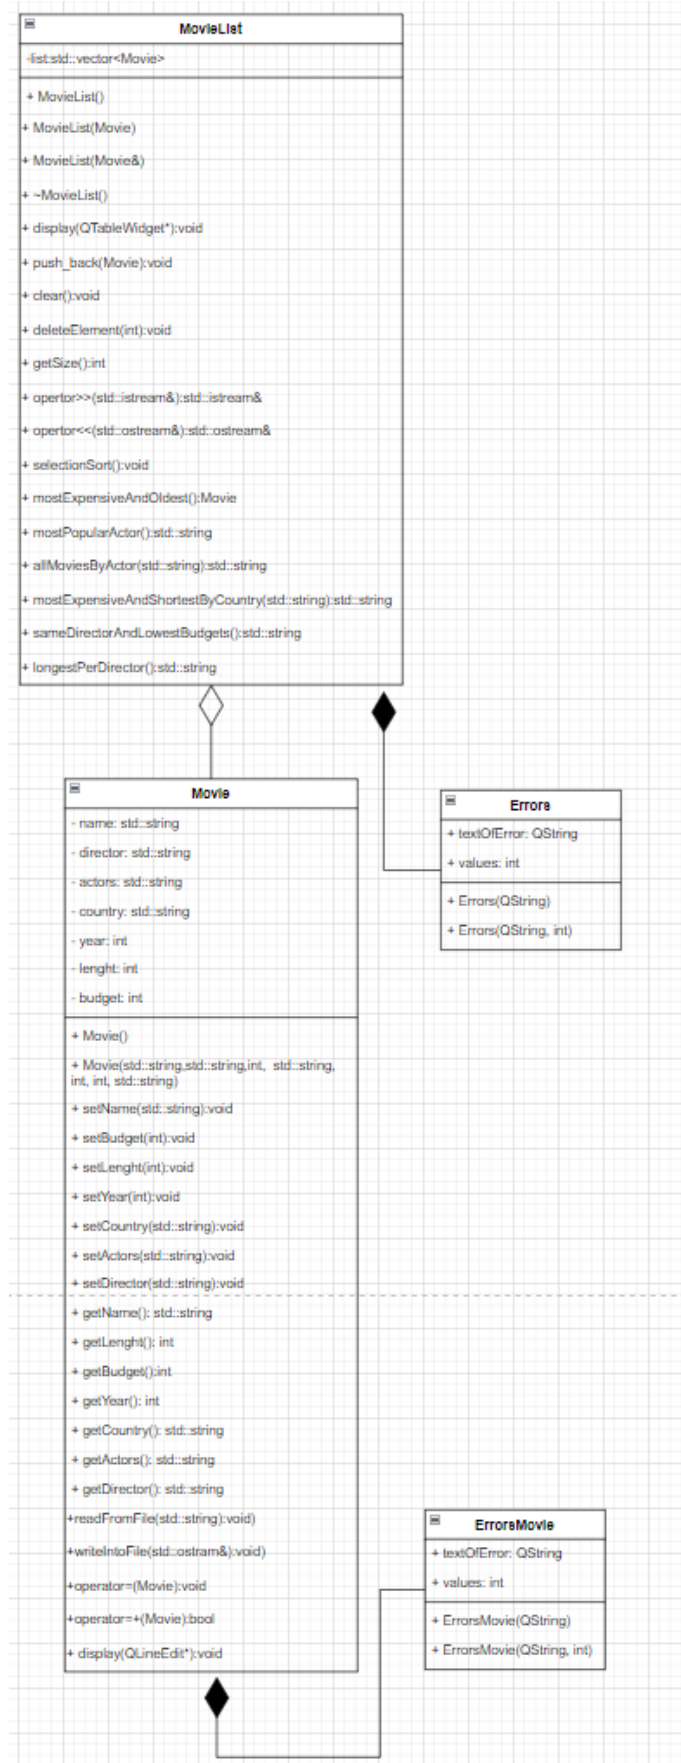 MovieList
-list:std::vector<Movie>
+ MovieList()
+ MovieList(Movie)
+ MovieList(Movie&)
+ ~MovieList()
+ display(QTableWidget*):void
+ push_back(Movie):void
+ clear():void
+ deleteElement(int):void
+ getSize():int
+ opertor>>(std::istream&):std::istream&
+ opertor<<(std::ostream&):std::ostream&
+ selectionSort():void
+ mostExpensiveAndOldest():Movie
+ mostPopularActor():std::string
+ allMoviesByActor(std::string):std::string
+ mostExpensiveAndShortestByCountry(std::string):std::string
+ sameDirectorAndLowestBudgets():std::string
+ longestPerDirector():std::string
Movie
- name: std::string
- director: std::string
- actors: std::string
- country: std::string
- year: int
- lenght: int
- budget: int
+ Movie()
+ Movie(std::string,std::string,int, std::string,
int, int, std::string)
+ setName(std::string):void
+ setBudget(int):void
+ setLenght(int):void
+ setYear(int):void
+ setCountry(std::string):void
+ setActors(std::string):void
+ setDirector(std::string):void
+ getName(): std::string
+ getLenght(): int
+ getBudget():int
+ getYear(): int
+ getCountry(): std::string
+ getActors(): std::string
+ getDirector(): std::string
+readFromFile(std::string):void)
+writeIntoFile(std::ostram&):void)
+operator=(Movie):void
+operator=+(Movie):bool
+ display(QLineEdit*):void
Errors
+ textOfError: QString
+ values: int
+ Errors(QString)
+ Errors(QString, int)
ErrorsMovie
+ textOfError: QString
+ values: int
+ ErrorsMovie(QString)
+ ErrorsMovie(QString, int)